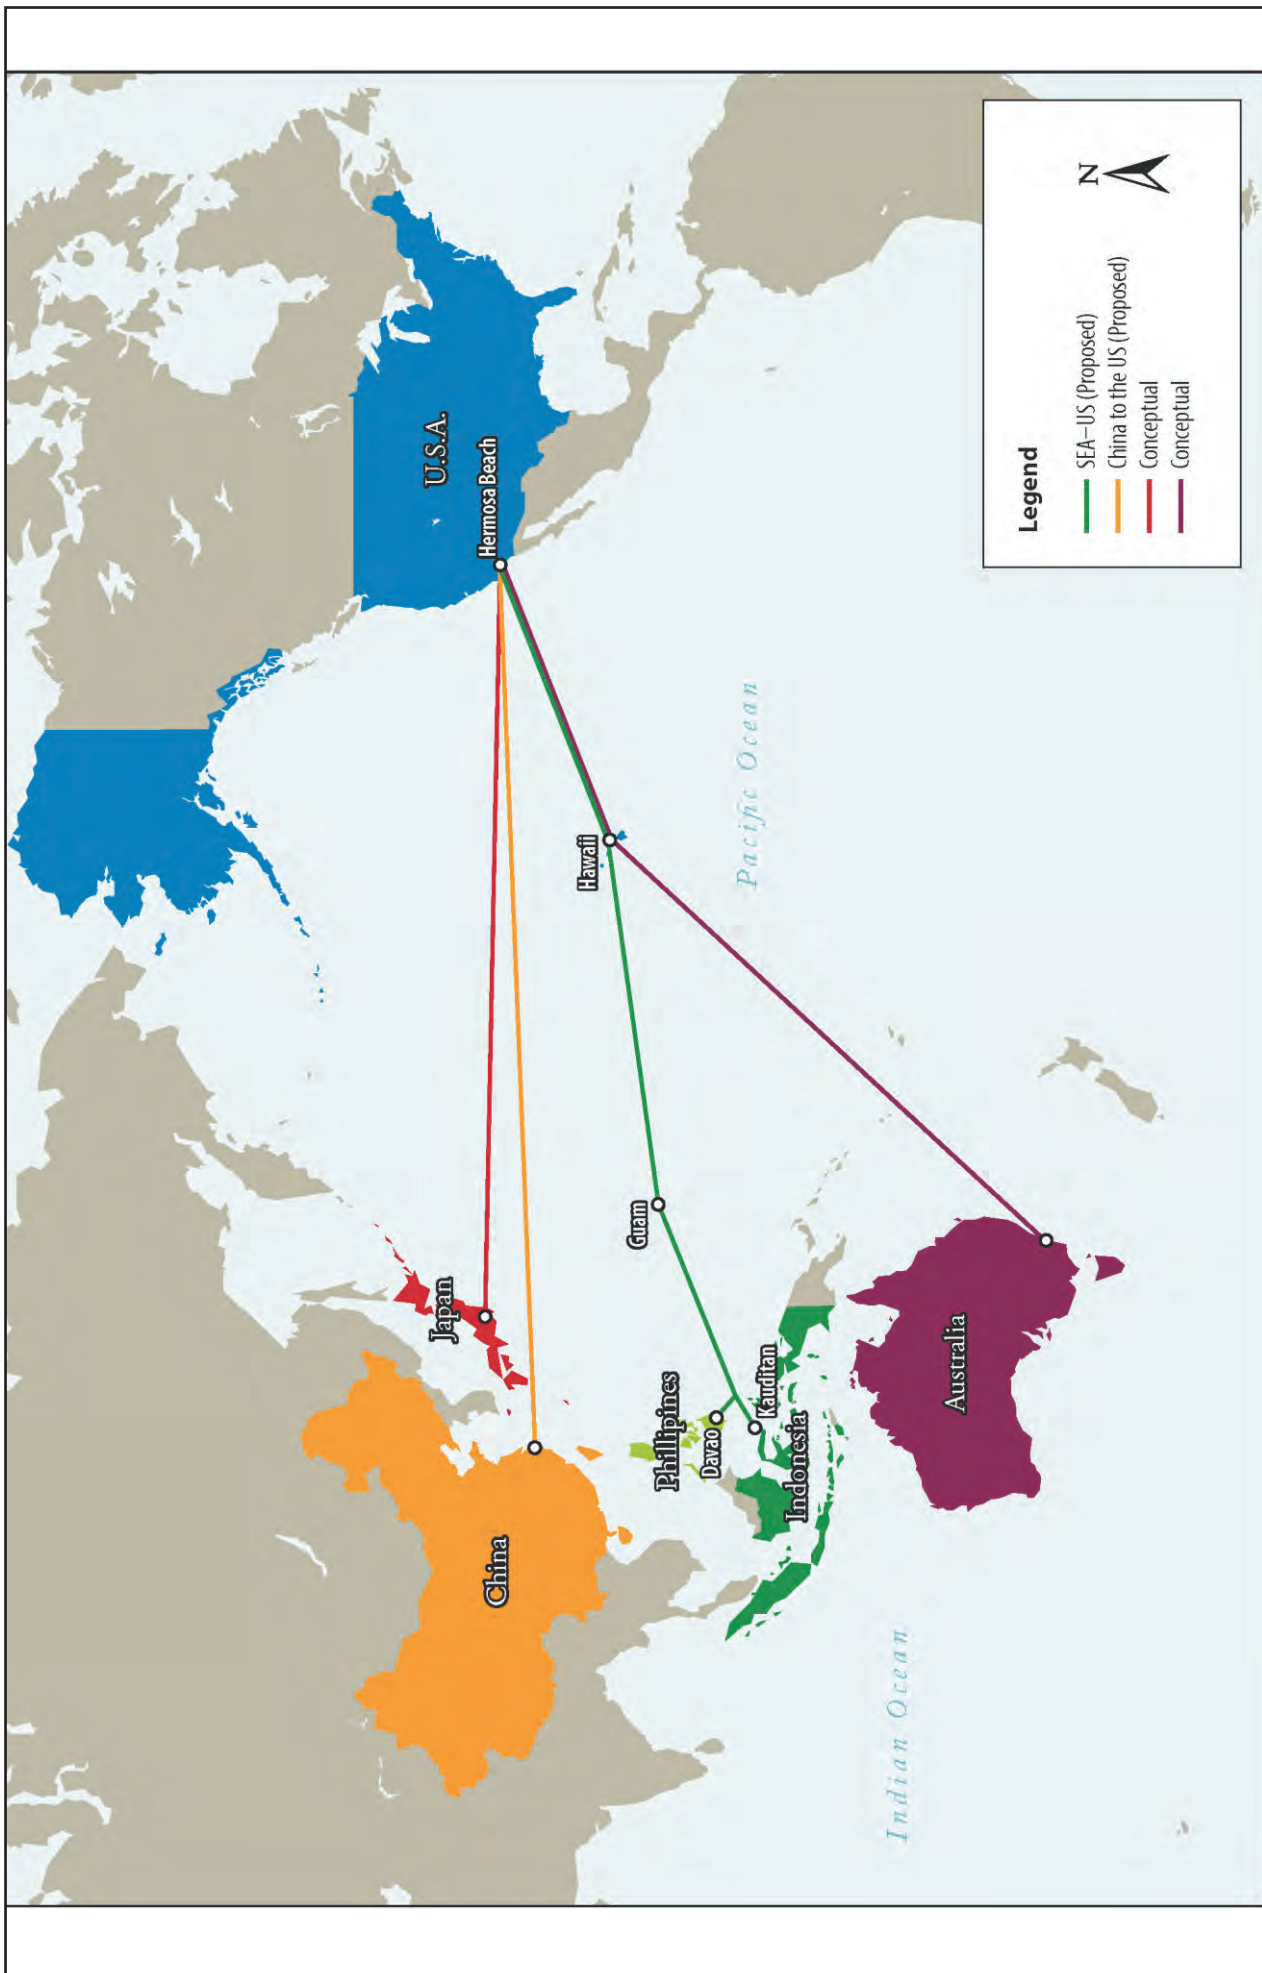 U.S.A.
Hermosa Beach
Hawaii
Pacific Ocean
Japan
Guam
China
Phillipines
Davao
Kauditan
Indonesia
Australia
Indian Ocean
Legend
SEA–US (Proposed)
China to the US (Proposed)
Conceptual
Conceptual
N